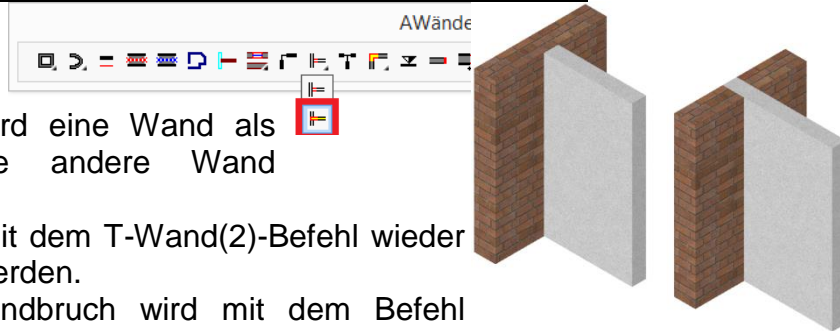 AWände
rd eine Wand als
e andere Wand
it dem T-Wand(2)-Befehl wieder
erden.
ndbruch wird mit dem Befehl